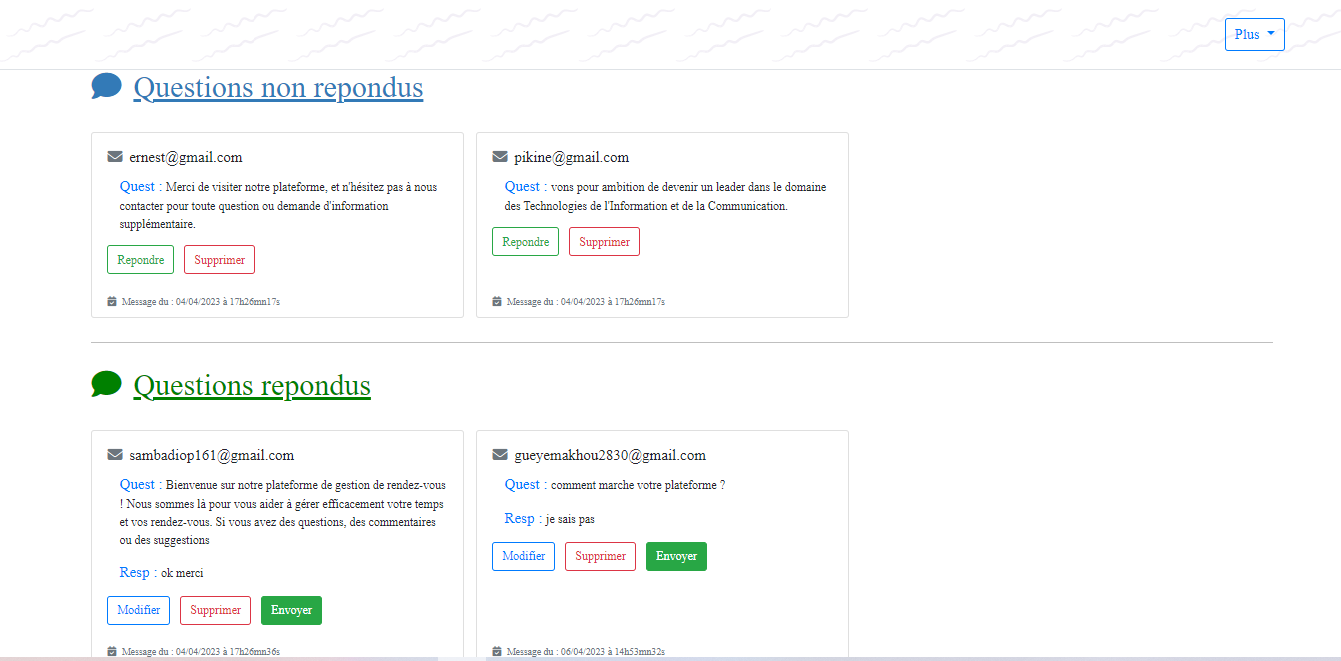 Plus
Questions non repondus
ernest@gmail.com
Quest : Merci de visiter notre plateforme, et n'hésitez pas à nous
contacter pour toute question ou demande d'information
supplémentaire.
Repondre Supprimer
Message du : 04/04/2023 à 17h26mn17s
pikine@gmail.com
Quest : vons pour ambition de devenir un leader dans le domaine
des Technologies de l'Information et de la Communication.
Repondre Supprimer
Message du : 04/04/2023 à 17h26mn17s
Questions repondus
sambadiop161@gmail.com
Quest : Bienvenue sur notre plateforme de gestion de rendez-vous
! Nous sommes là pour vous aider à gérer efficacement votre temps
et vos rendez-vous. Si vous avez des questions, des commentaires
ou des suggestions
Resp : ok merci
Modifier Supprimer Envoyer
Message du : 04/04/2023 à 17h26mn36s
gueyemakhou2830@gmail.com
Quest : comment marche votre plateforme ?
Resp : je sais pas
Modifier Supprimer Envoyer
Message du : 06/04/2023 à 14h53mn32s